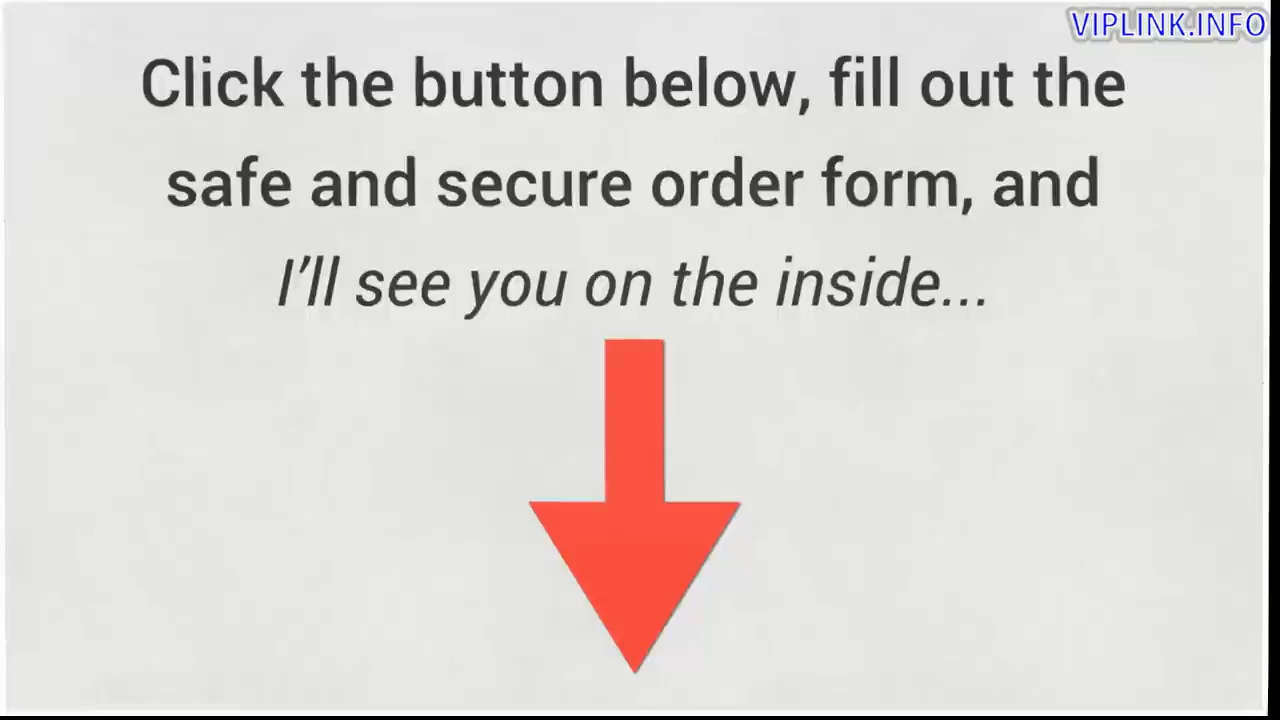 VIPLINK.INFO
Click the button below, fill out the
safe and secure order form, and
I'll see you on the inside...